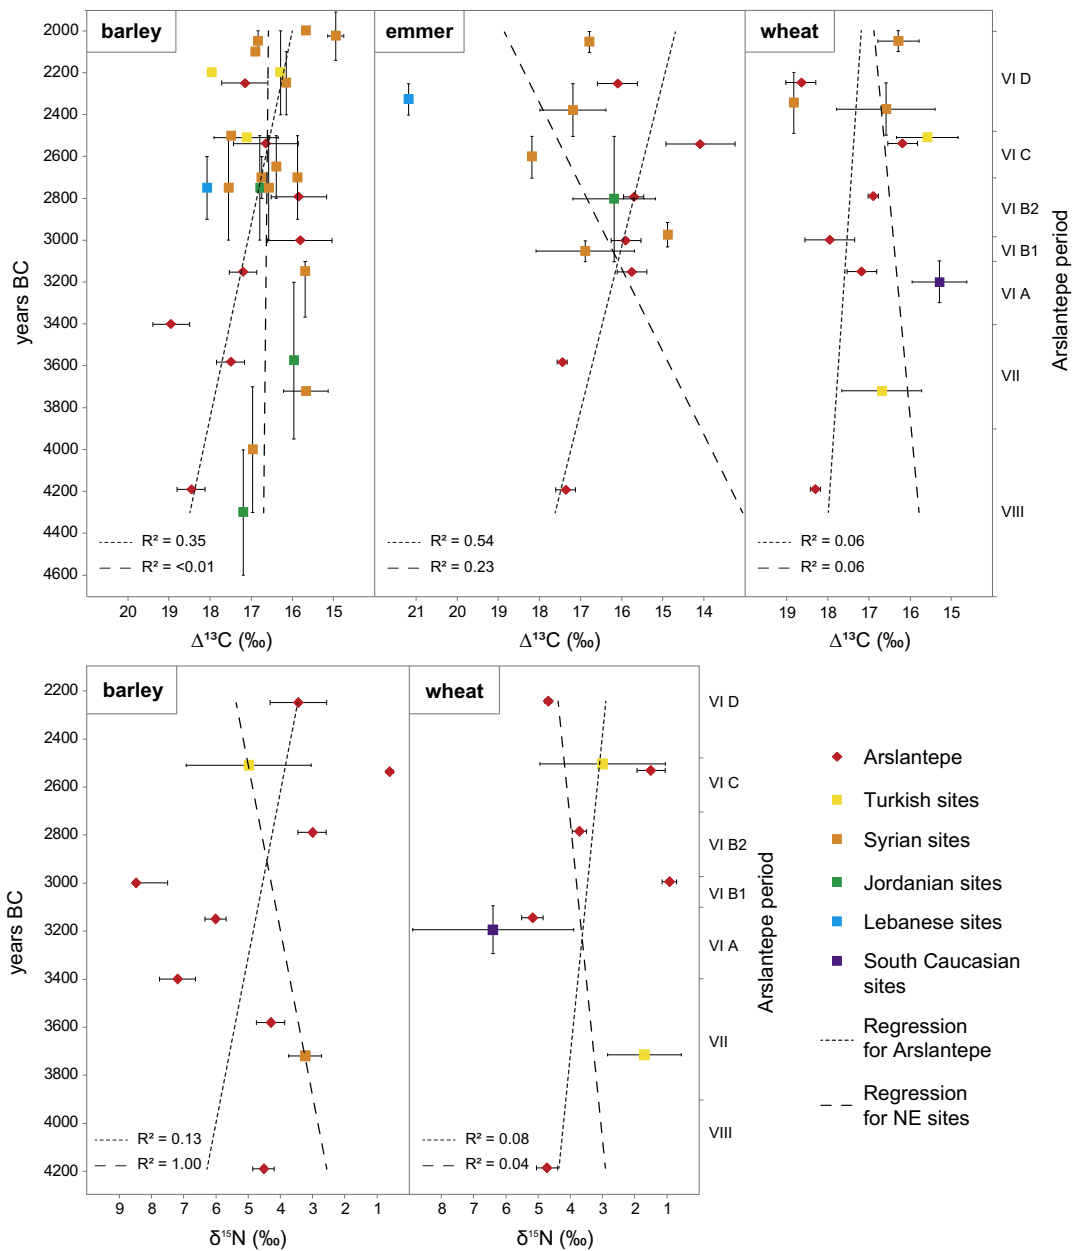 barley
emmer
wheat
years BC
2000
2200
2400
2600
2800
3000
3200
3400
3600
3800
4000
4200
4400
4600
R² = 0.35
R² = <0.01
R² = 0.54
R² = 0.23
R² = 0.06
R² = 0.06
20 19 18 17 16 15
21 20 19 18 17 16 15 14
19 18 17 16 15
Δ¹³C (‰)
Δ¹³C (‰)
Δ¹³C (‰)
VI D
VI C
VI B2
VI B1
VI A
VII
VIII
Arslantepe period
barley
wheat
years BC
2200
2400
2600
2800
3000
3200
3400
3600
3800
4000
4200
R² = 0.13
R² = 1.00
R² = 0.08
R² = 0.04
9 8 7 6 5 4 3 2 1
8 7 6 5 4 3 2 1
δ¹⁵N (‰)
δ¹⁵N (‰)
VI D
VI C
VI B2
VI B1
VI A
VII
VIII
Arslantepe period
Arslantepe
Turkish sites
Syrian sites
Jordanian sites
Lebanese sites
South Caucasian
sites
Regression
for Arslantepe
Regression
for NE sites